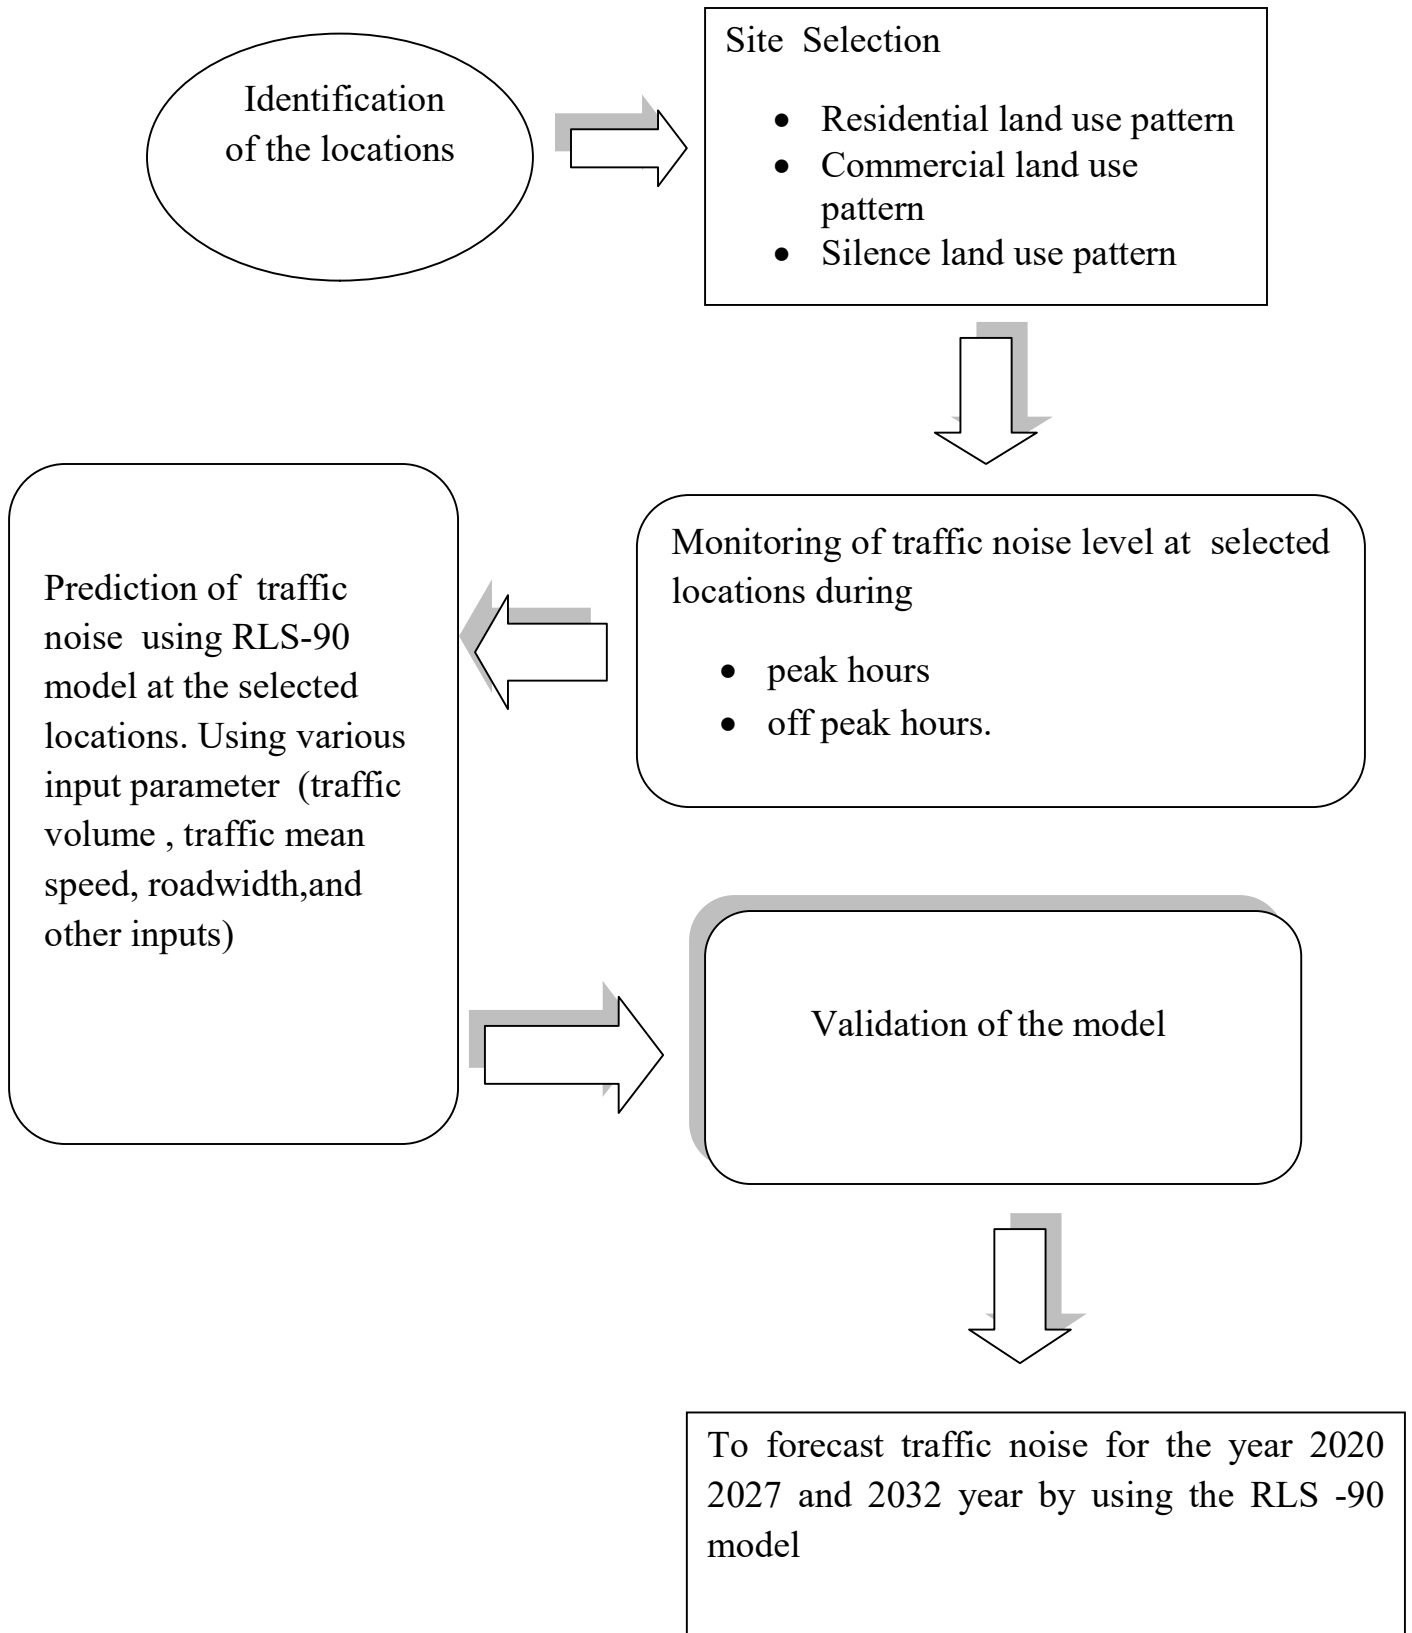 Identification
of the locations
Site Selection
• Residential land use pattern
• Commercial land use
pattern
• Silence land use pattern
Monitoring of traffic noise level at selected
locations during
• peak hours
• off peak hours.
Prediction of traffic
noise using RLS-90
model at the selected
locations. Using various
input parameter (traffic
volume , traffic mean
speed, roadwidth,and
other inputs)
Validation of the model
To forecast traffic noise for the year 2020
2027 and 2032 year by using the RLS -90
model